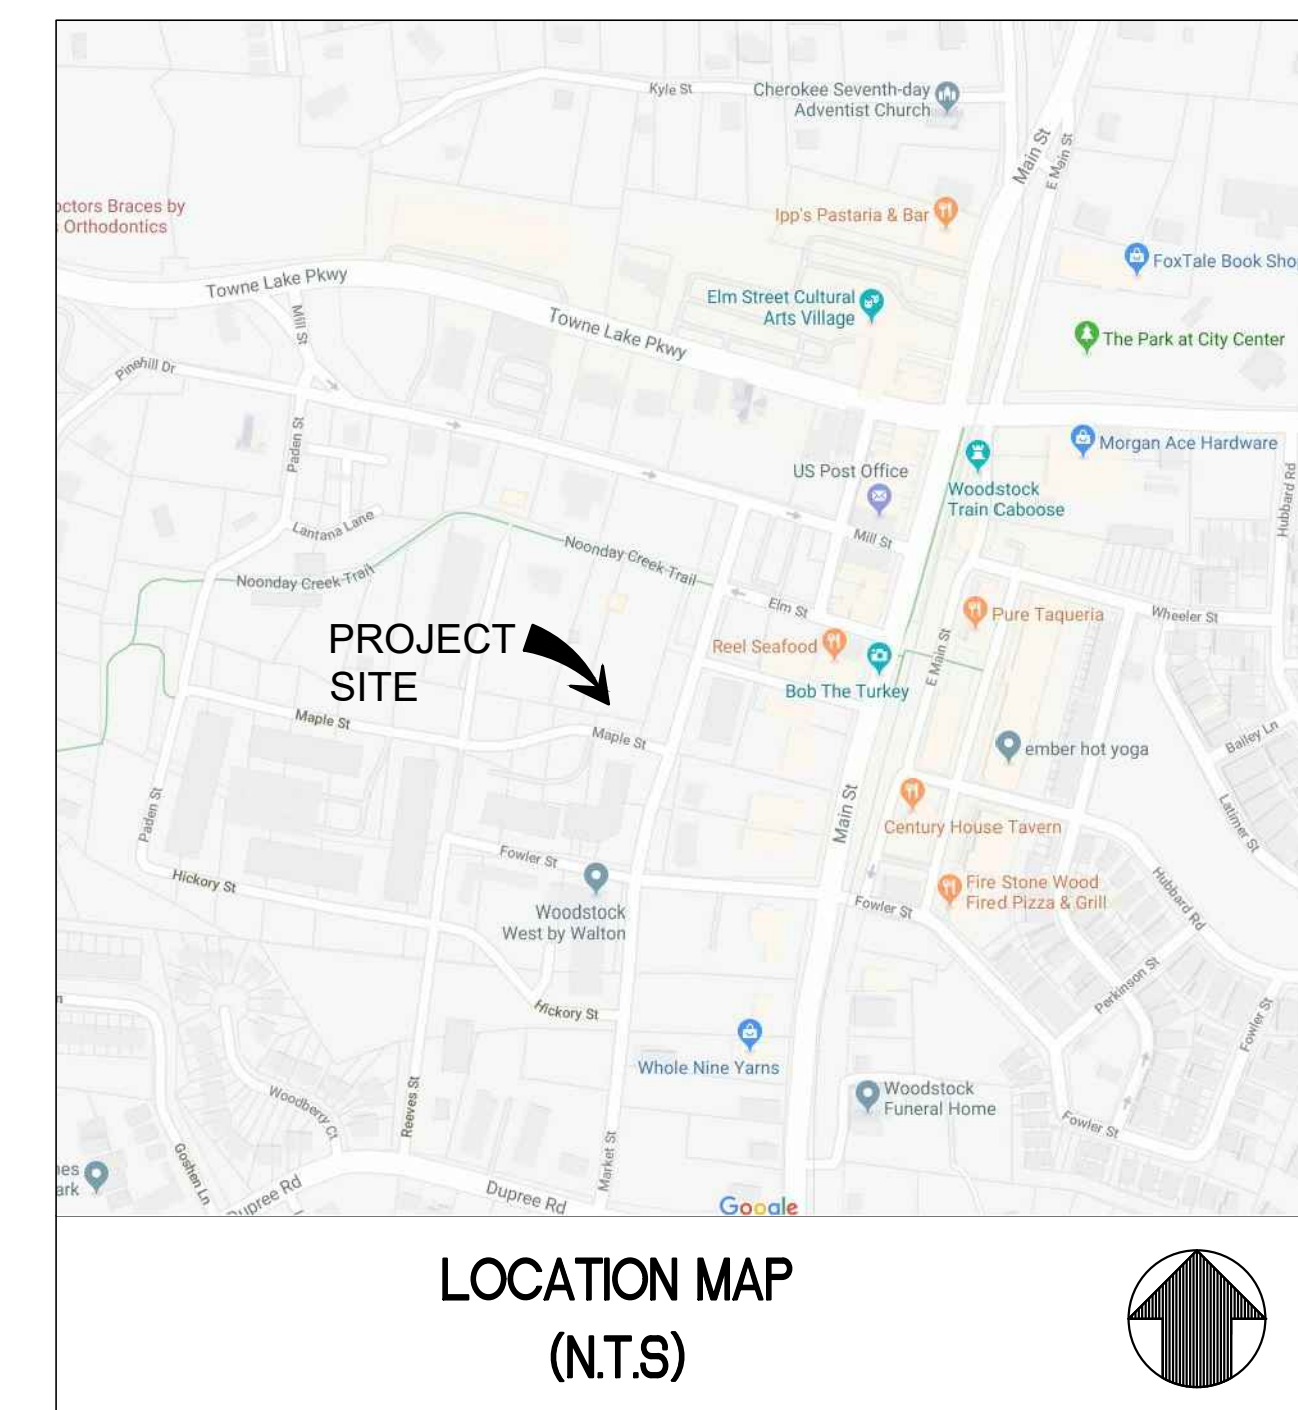 Kyle St
Cherokee Seventh-day
Adventist Church
Main St
E Main St
Braces by
Orthodontics
Ipp's Pastaria & Bar
FoxTale Book
Towne Lake Pkwy
Elm Street Cultural
Arts Village
Mill St
Towne Lake Pkwy
The Park at City Center
Pinehill Dr
Paden St
Morgan Ace Hardware
US Post Office
Woodstock
Train Caboose
Hubbard Rd
Lantana Lane
Mill St
Noonday Creek Trail
Noonday Creek Trail
Elm St
Pure Taqueria
Wheeler St
PROJECT
SITE
Reel Seafood
E Main St
Bob The Turkey
Maple St
Maple St
ember hot yoga
Bailey Ln
Paden St
Main St
Century House Tavern
Latimer St
Fowler St
Hickory St
Fire Stone Wood
Fired Pizza & Grill
Hubbard Rd
Woodstock
West by Walton
Fowler St
Perkinson St
Hickory St
Fowler St
Whole Nine Yarns
Woodberry Ct
Reeves St
Woodstock
Funeral Home
Fowler St
Goshen Ln
Market St
Dupree Rd
Dupree Rd
Google
LOCATION MAP
(N.T.S)